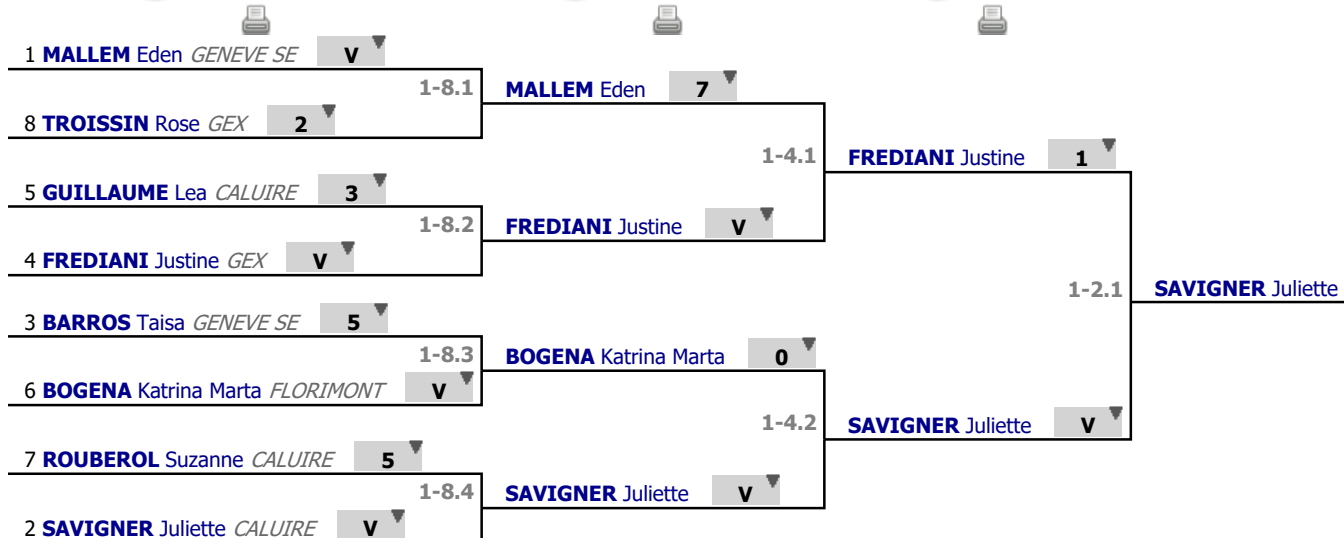 1 MALLEM Eden GENEVE SE V
1-8.1
8 TROISSIN Rose GEX 2
5 GUILLAUME Lea CALUIRE 3
1-8.2
4 FREDIANI Justine GEX V
3 BARROS Taisa GENEVE SE 5
1-8.3
6 BOGENA Katrina Marta FLORIMONT V
7 ROUBEROL Suzanne CALUIRE 5
1-8.4
2 SAVIGNER Juliette CALUIRE V
MALLEM Eden 7
1-4.1
FREDIANI Justine V
BOGENA Katrina Marta 0
1-4.2
SAVIGNER Juliette V
FREDIANI Justine 1
1-2.1
SAVIGNER Juliette V
SAVIGNER Juliette